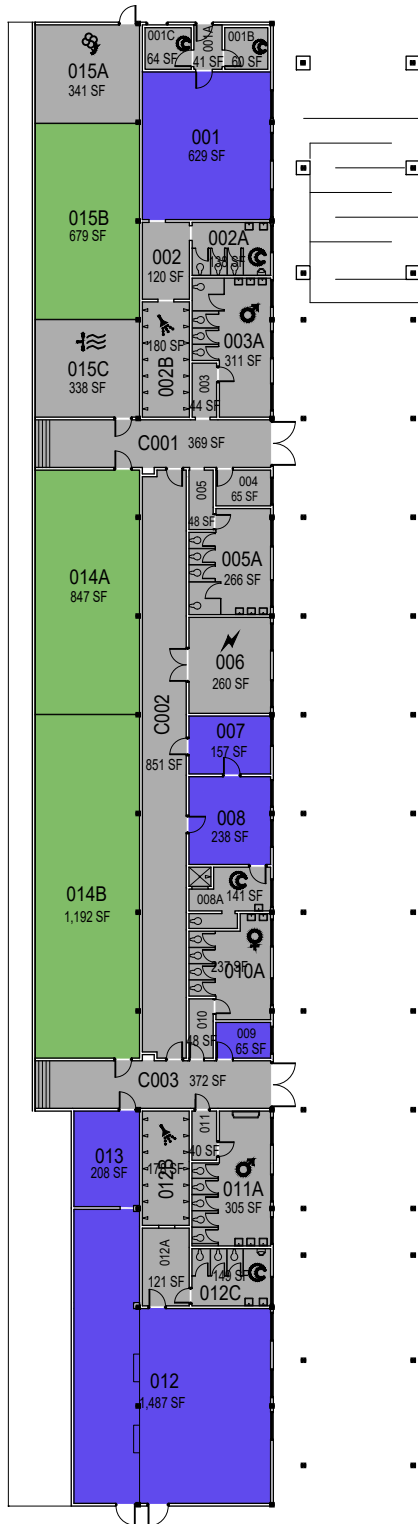 001C
64 SF
001A
41 SF
001B
60 SF
015A
341 SF
001
629 SF
015B
679 SF
002
120 SF
002A
138 SF
180 SF
002B
003A
311 SF
003
44 SF
015C
338 SF
C001 369 SF
004
65 SF
005
48 SF
005A
266 SF
014A
847 SF
006
260 SF
C002
851 SF
007
157 SF
008
238 SF
014B
1,192 SF
008A
141 SF
237 SF
010A
010
48 SF
009
65 SF
C003 372 SF
013
208 SF
012B
011
40 SF
011A
305 SF
012A
121 SF
149 SF
012C
012
1,487 SF